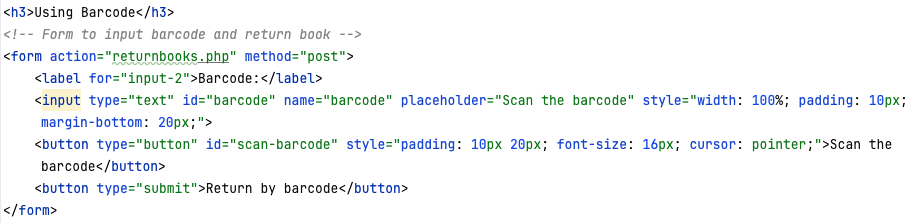 <h3>Using Barcode</h3>
<!-- Form to input barcode and return book -->
<form action="returnbooks.php" method="post">
    <label for="input-2">Barcode:</label>
    <input type="text" id="barcode" name="barcode" placeholder="Scan the barcode" style="width: 100%; padding: 10px;
     margin-bottom: 20px;">
    <button type="button" id="scan-barcode" style="padding: 10px 20px; font-size: 16px; cursor: pointer;">Scan the
     barcode</button>
    <button type="submit">Return by barcode</button>
</form>